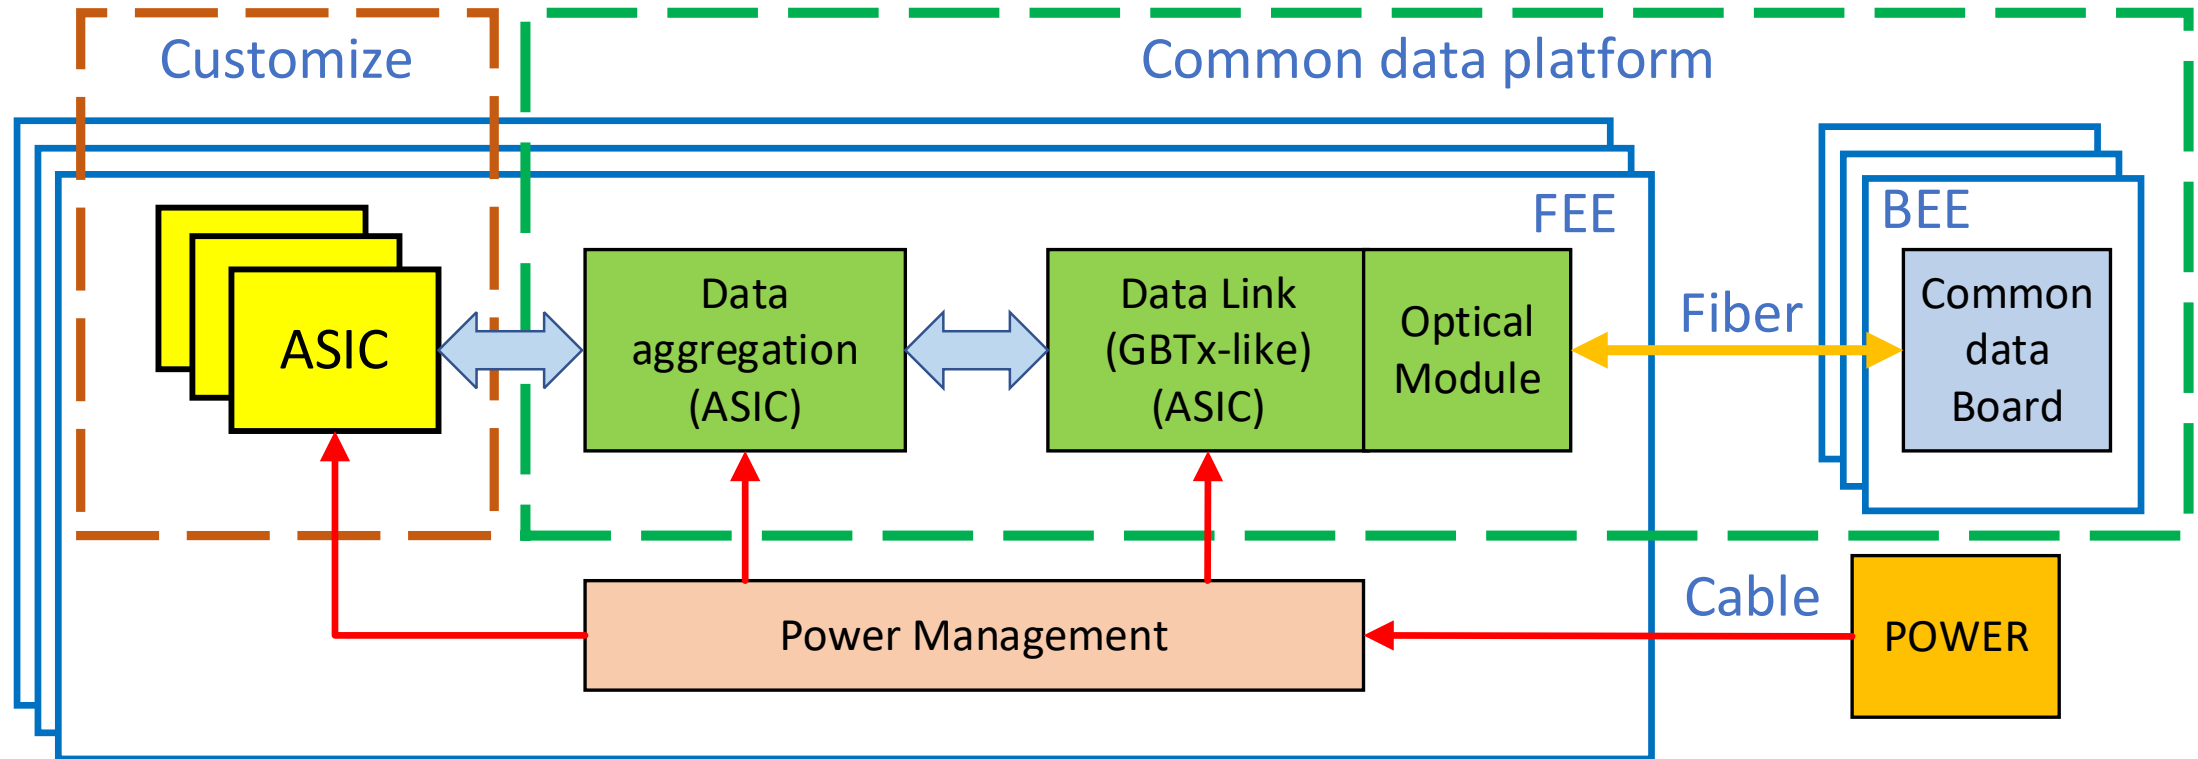 Customize
Common data platform
FEE
BEE
ASIC
Data
aggregation
(ASIC)
Data Link
(GBTx-like)
(ASIC)
Optical
Module
Fiber
Common
data
Board
Power Management
Cable
POWER